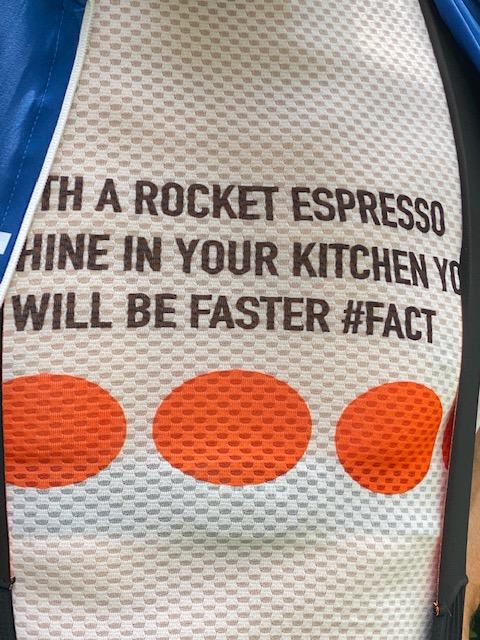 TH A ROCKET ESPRESSO
HINE IN YOUR KITCHEN YO
WILL BE FASTER #FACT